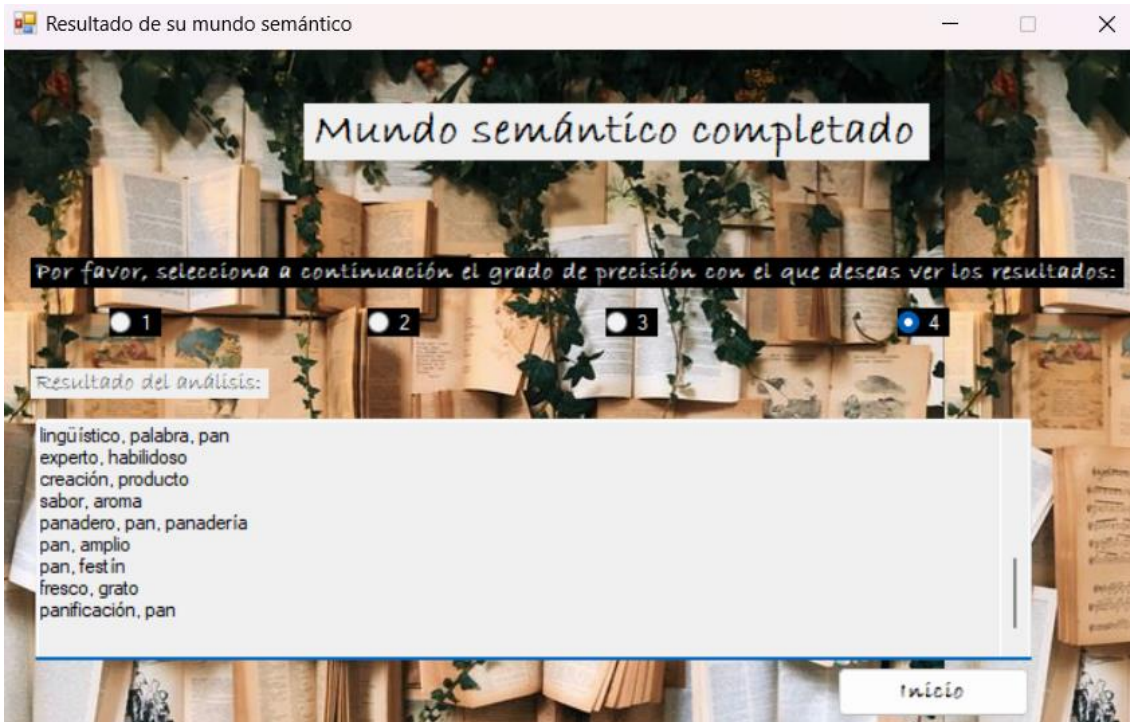 Resultado de su mundo semántico
Mundo semántico completado
Por favor, selecciona a continuación el grado de precisión con el que deseas ver los resultados:
1 2 3 4
Resultado del análisis:
lingüístico, palabra, pan
experto, habilidoso
creación, producto
sabor, aroma
panadero, pan, panadería
pan, amplio
pan, festín
fresco, grato
panificación, pan
Inicio